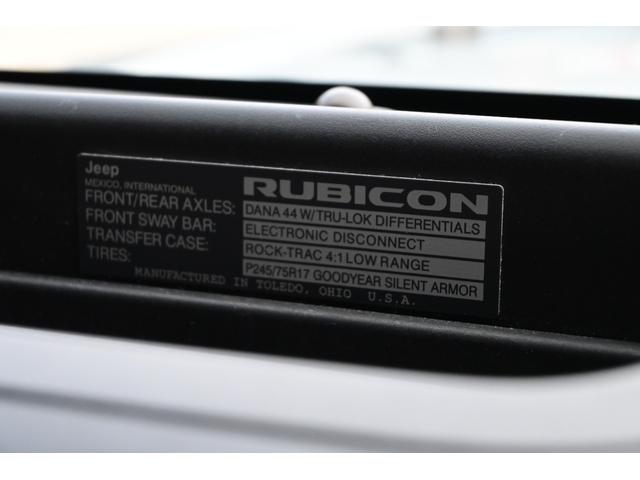 Jeep
MEXICO, INTERNATIONAL
RUBICON
FRONT/REAR AXLES: DANA 44 W/TRU-LOK DIFFERENTIALS
FRONT SWAY BAR: ELECTRONIC DISCONNECT
TRANSFER CASE: ROCK-TRAC 4:1 LOW RANGE
TIRES: P245/75R17 GOODYEAR SILENT ARMOR
MANUFACTURED IN TOLEDO, OHIO U.S.A.